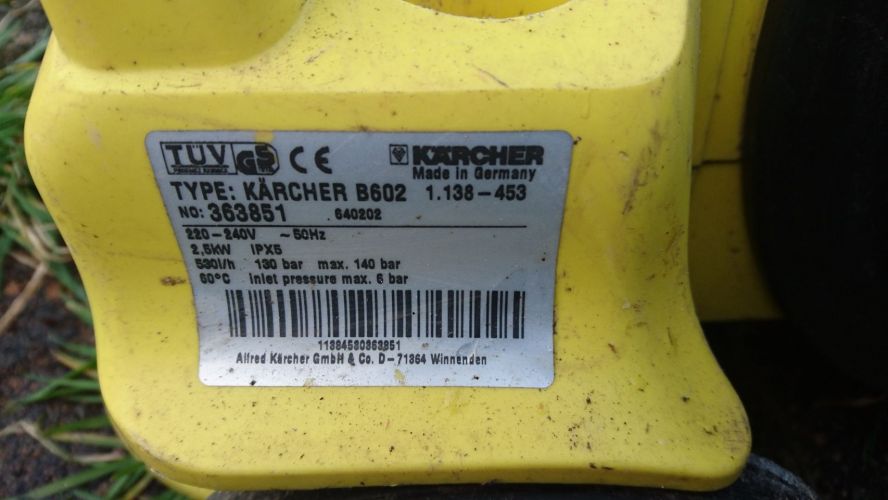 TÜV GS CE KÄRCHER
Made in Germany
TYPE: KÄRCHER B602 1.138-453
NO: 363851 640202
220-240V ~50Hz
2,5kW IPX5
530l/h 130 bar max. 140 bar
60°C Inlet pressure max. 6 bar
11384530363851
Alfred Kärcher GmbH & Co. D-71364 Winnenden